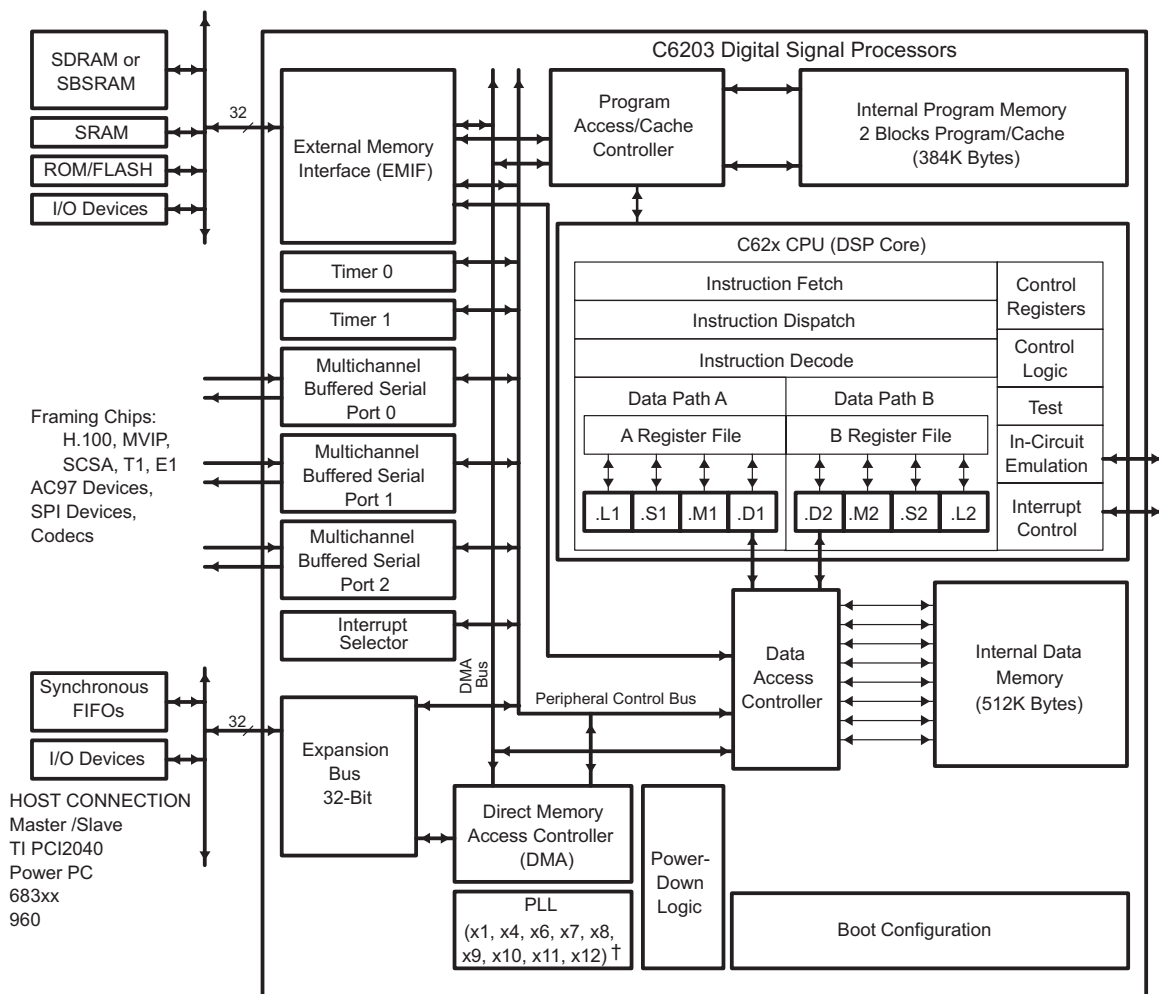 C6203 Digital Signal Processors
SDRAM or
SBSRAM
SRAM
ROM/FLASH
I/O Devices
32
External Memory
Interface (EMIF)
Program
Access/Cache
Controller
Internal Program Memory
2 Blocks Program/Cache
(384K Bytes)
Timer 0
Timer 1
Multichannel
Buffered Serial
Port 0
Multichannel
Buffered Serial
Port 1
Multichannel
Buffered Serial
Port 2
Interrupt
Selector
Framing Chips:
H.100, MVIP,
SCSA, T1, E1
AC97 Devices,
SPI Devices,
Codecs
C62x CPU (DSP Core)
Instruction Fetch
Instruction Dispatch
Instruction Decode
Data Path A
Data Path B
A Register File
B Register File
.L1 .S1 .M1 .D1
.D2 .M2 .S2 .L2
Control
Registers
Control
Logic
Test
In-Circuit
Emulation
Interrupt
Control
DMA
Bus
Peripheral Control Bus
Data
Access
Controller
Internal Data
Memory
(512K Bytes)
Synchronous
FIFOs
I/O Devices
32
Expansion
Bus
32-Bit
HOST CONNECTION
Master /Slave
TI PCI2040
Power PC
683xx
960
Direct Memory
Access Controller
(DMA)
PLL
(x1, x4, x6, x7, x8,
x9, x10, x11, x12) †
Power-
Down
Logic
Boot Configuration